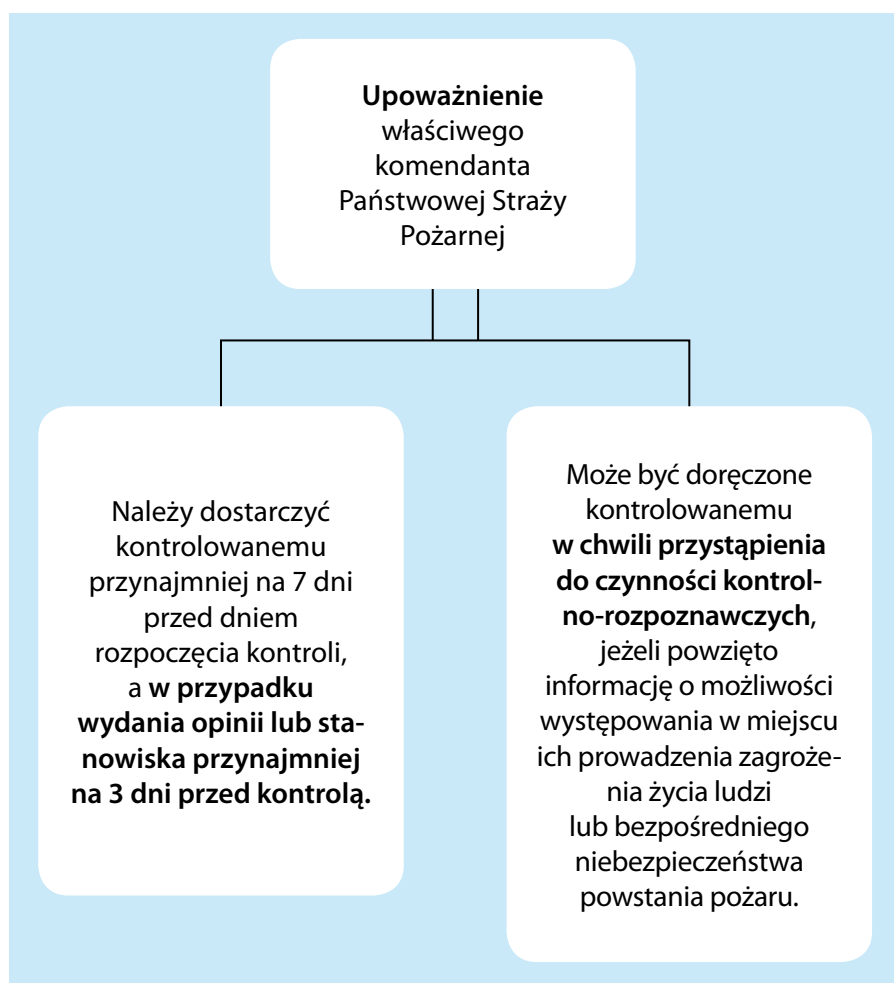 Upoważnienie
właściwego
komendanta
Państwowej Straży
Pożarnej
Należy dostarczyć
kontrolowanemu
przynajmniej na 7 dni
przed dniem
rozpoczęcia kontroli,
a w przypadku
wydania opinii lub sta-
nowiska przynajmniej
na 3 dni przed kontrolą.
Może być doręczone
kontrolowanemu
w chwili przystąpienia
do czynności kontrol-
no-rozpoznawczych,
jeżeli powzięto
informację o możliwości
występowania w miejscu
ich prowadzenia zagroże-
nia życia ludzi
lub bezpośredniego
niebezpieczeństwa
powstania pożaru.